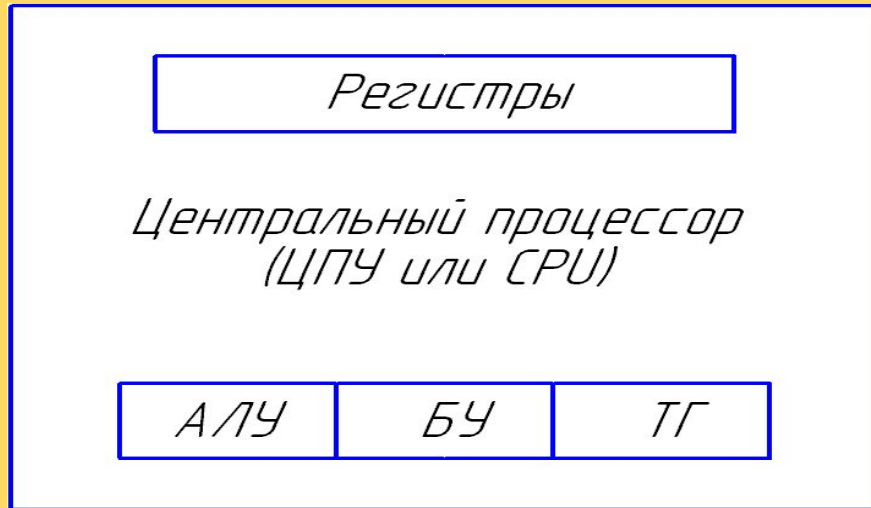 Регистры
Центральный процессор
(ЦПУ или CPU)
АЛУ БУ ТГ